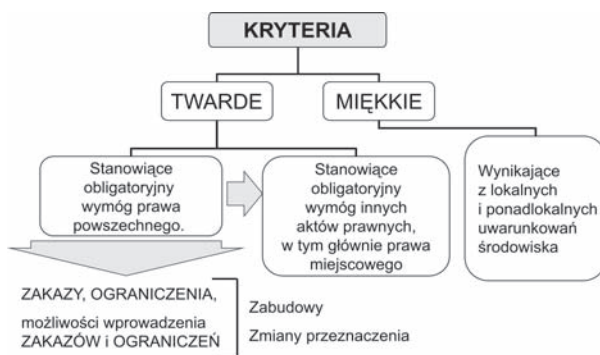 KRYTERIA
TWARDE
MIĘKKIE
Stanowiące
obligatoryjny
wymóg prawa
powszechnego.
Stanowiące
obligatoryjny
wymóg innych
aktów prawnych,
w tym głównie prawa
miejscowego
Wynikające
z lokalnych
i ponadlokalnych
uwarunkowań
środowiska
ZAKAZY, OGRANICZENIA,
możliwości wprowadzenia
ZAKAZÓW i OGRANICZEŃ
Zabudowy
Zmiany przeznaczenia